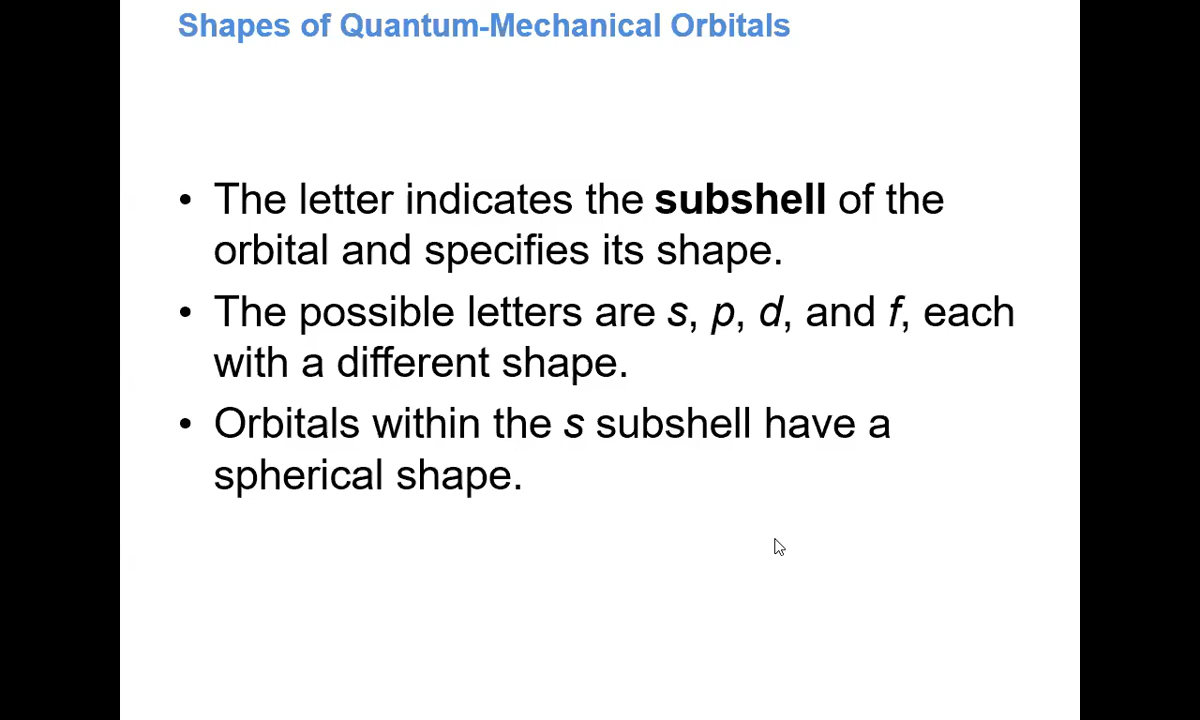 Shapes of Quantum-Mechanical Orbitals
• The letter indicates the subshell of the
orbital and specifies its shape.
• The possible letters are s, p, d, and f, each
with a different shape.
• Orbitals within the s subshell have a
spherical shape.